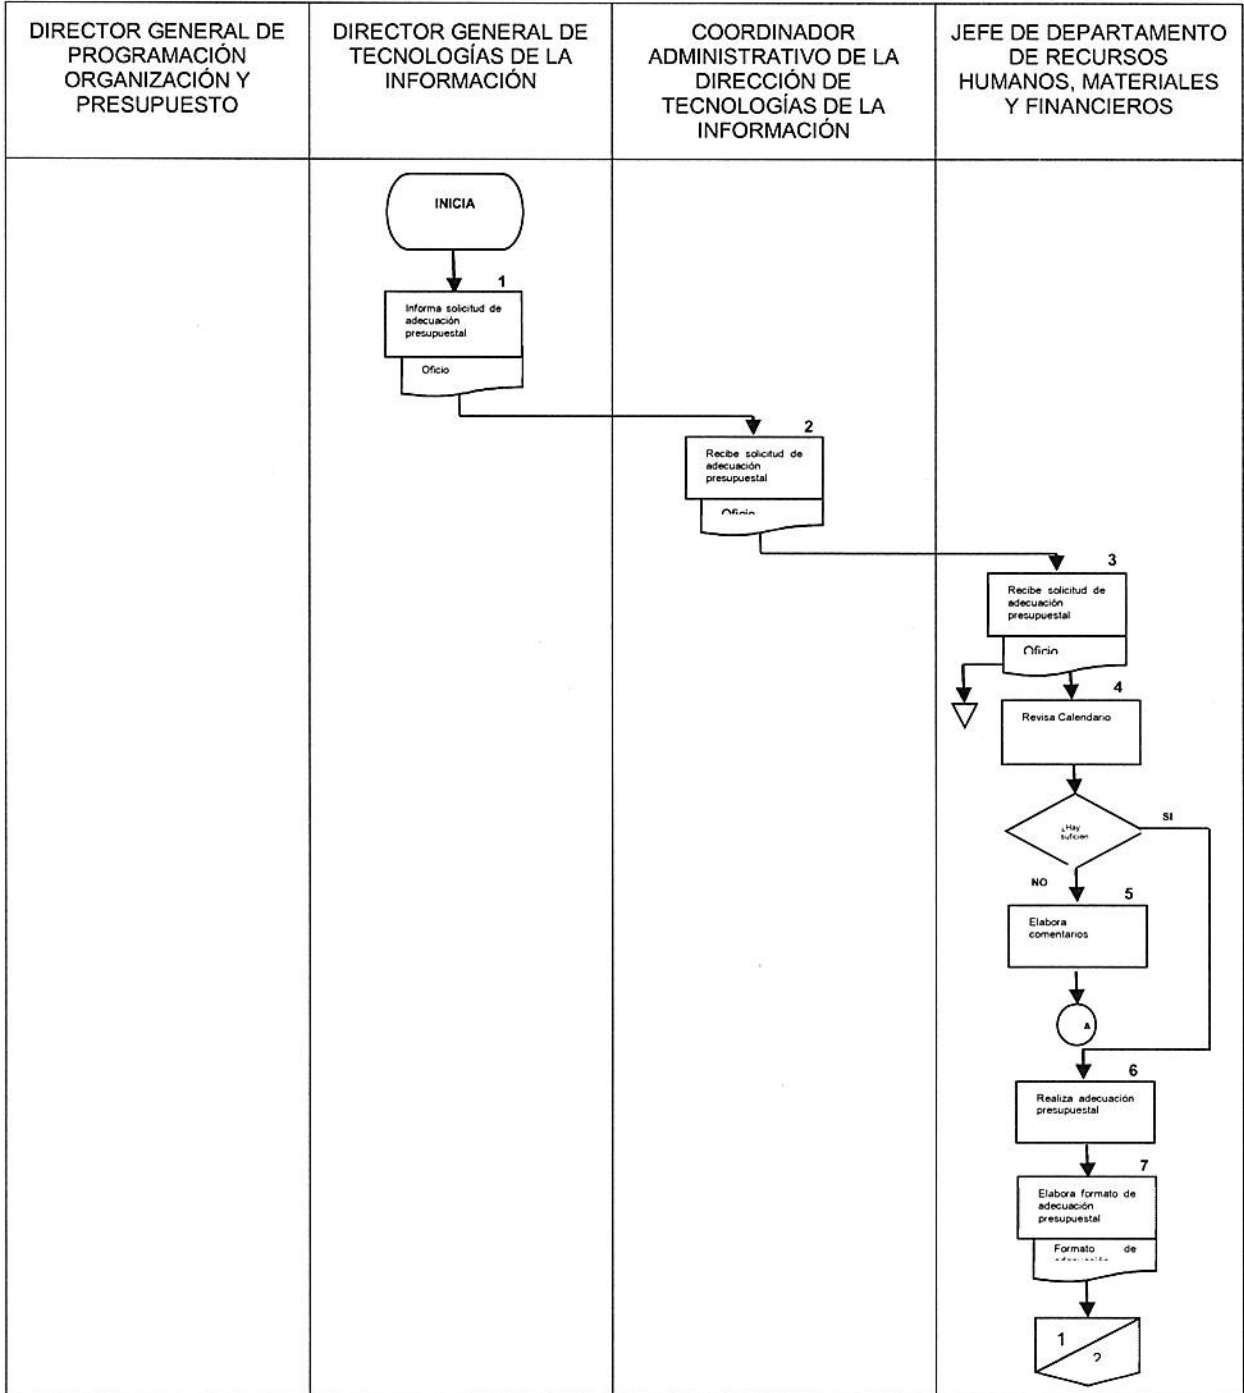 DIRECTOR GENERAL DE
PROGRAMACIÓN
ORGANIZACIÓN Y
PRESUPUESTO
DIRECTOR GENERAL DE
TECNOLOGÍAS DE LA
INFORMACIÓN
COORDINADOR
ADMINISTRATIVO DE LA
DIRECCIÓN DE
TECNOLOGÍAS DE LA
INFORMACIÓN
JEFE DE DEPARTAMENTO
DE RECURSOS
HUMANOS, MATERIALES
Y FINANCIEROS
INICIA
1
Informa solicitud de
adecuación
presupuestal
Oficio
2
Recibe solicitud de
adecuación
presupuestal
Oficio
3
Recibe solicitud de
adecuación
presupuestal
Oficio
4
Revisa Calendario
¿Hay
suficien
SI
NO
5
Elabora
comentarios
A
6
Realiza adecuación
presupuestal
7
Elabora formato de
adecuación
presupuestal
Formato de
1
2